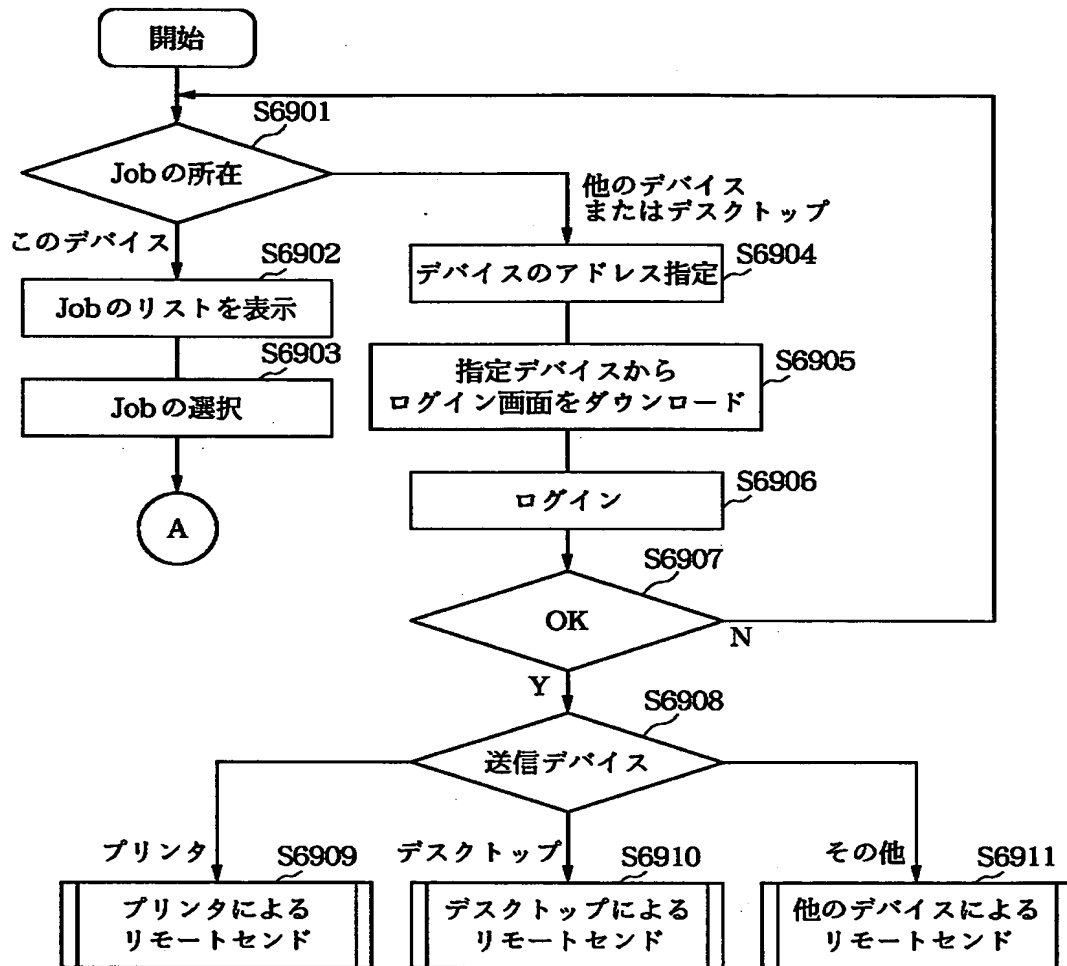 開始
S6901
Jobの所在
他のデバイス
またはデスクトップ
このデバイス
S6902
Jobのリストを表示
S6903
Jobの選択
A
S6904
デバイスのアドレス指定
S6905
指定デバイスから
ログイン画面をダウンロード
S6906
ログイン
S6907
OK
N
Y
S6908
送信デバイス
プリンタ
S6909
プリンタによる
リモートセンド
デスクトップ
S6910
デスクトップによる
リモートセンド
その他
S6911
他のデバイスによる
リモートセンド